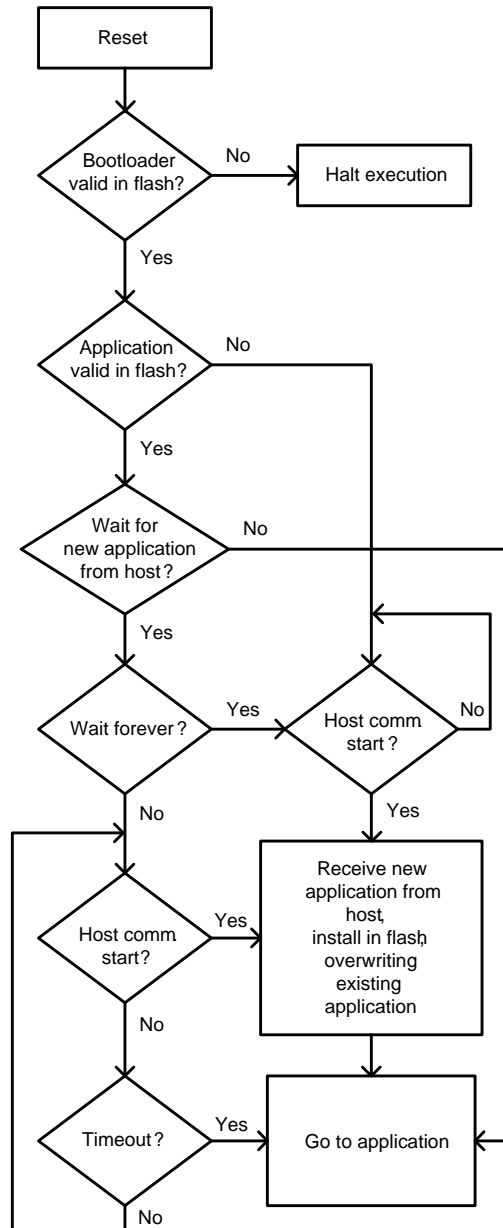 Reset
Bootloader
valid in flash?
No
Halt execution
Yes
Application
valid in flash?
No
Yes
Wait for
new application
from host?
No
Yes
Wait forever?
Yes
Host comm.
start?
No
No
Yes
Host comm.
start?
Yes
Receive new
application from
host,
install in flash,
overwriting
existing
application
No
Timeout?
Yes
Go to application
No